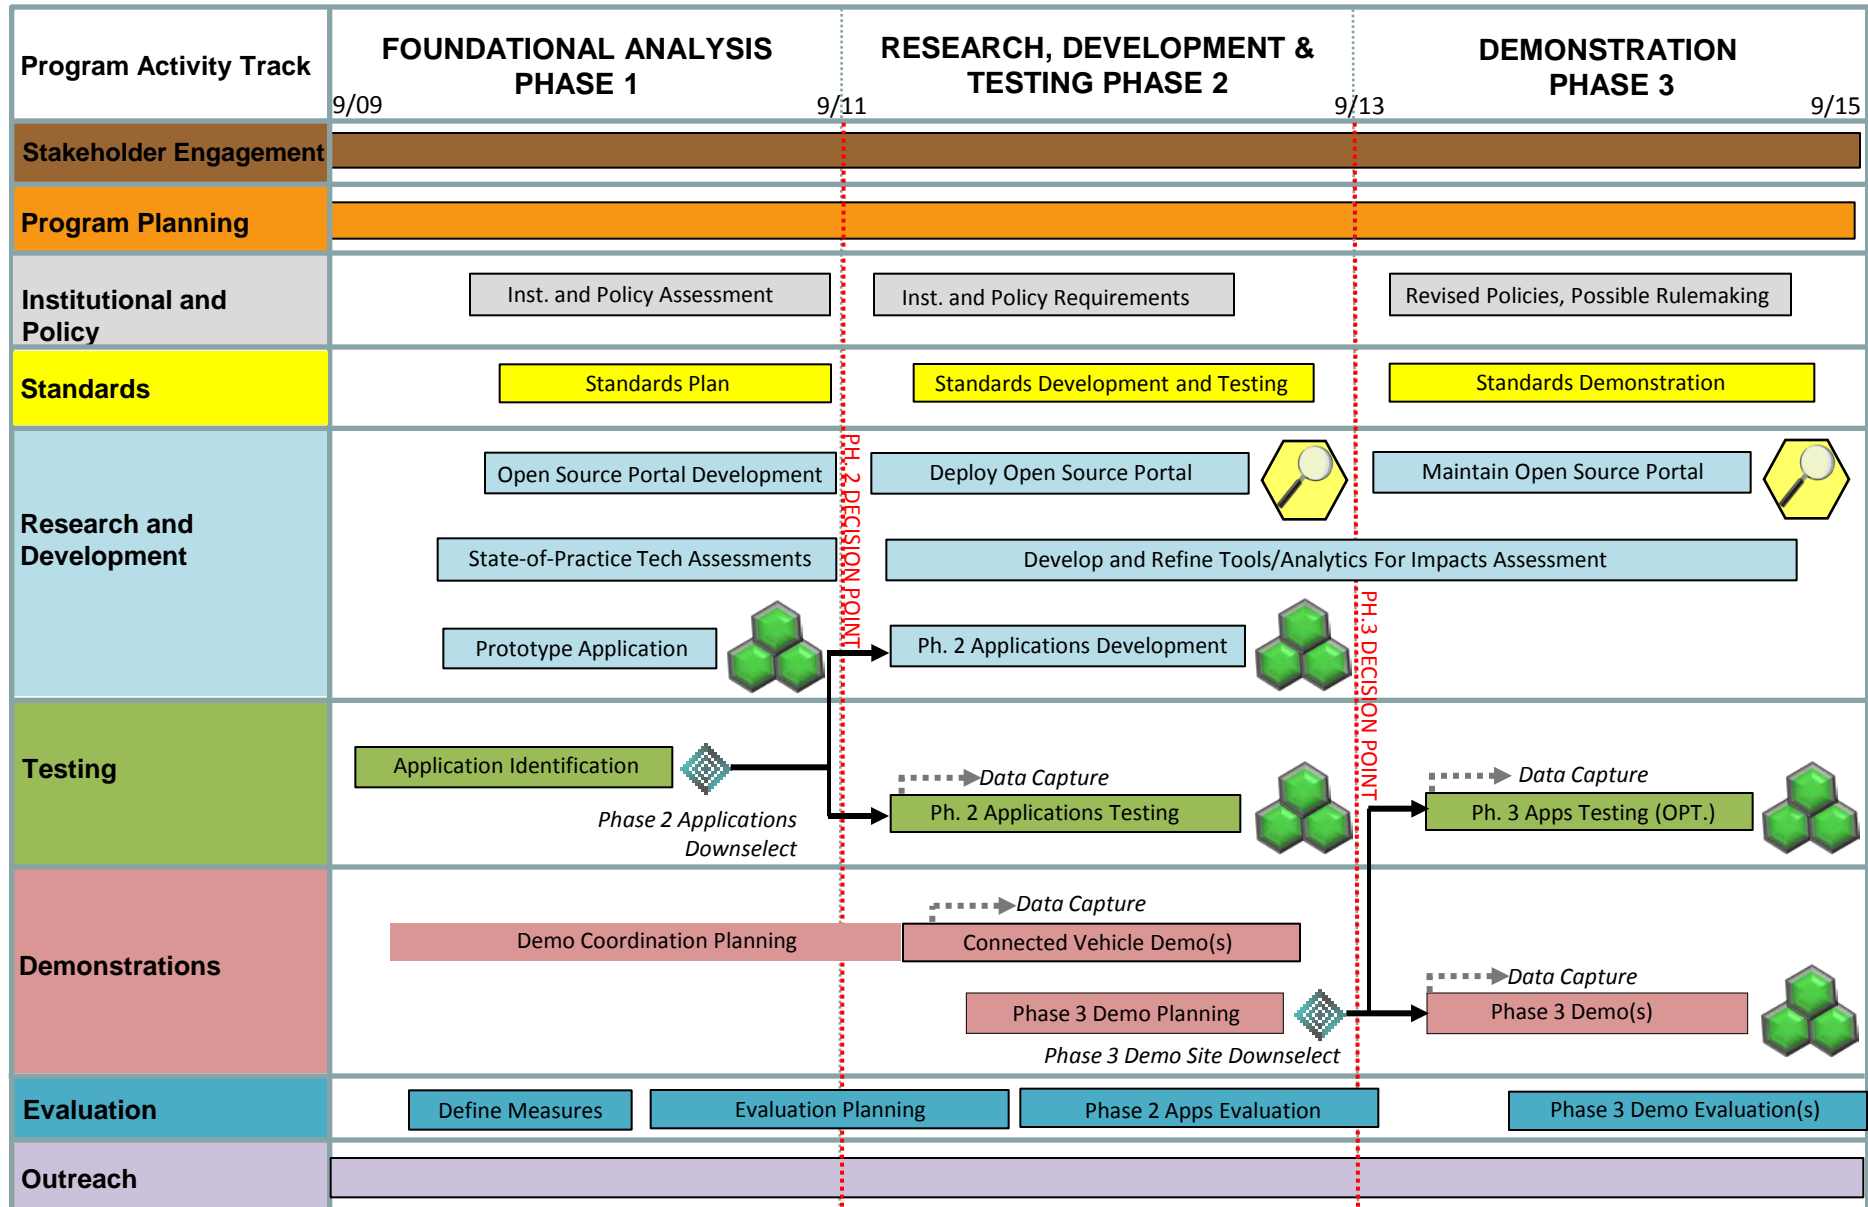 Program Activity Track
FOUNDATIONAL ANALYSIS
PHASE 1
RESEARCH, DEVELOPMENT &
TESTING PHASE 2
DEMONSTRATION
PHASE 3
9/09
9/11
9/13
9/15
Stakeholder Engagement
Program Planning
Institutional and
Policy
Inst. and Policy Assessment
Inst. and Policy Requirements
Revised Policies, Possible Rulemaking
Standards
Standards Plan
Standards Development and Testing
Standards Demonstration
Research and
Development
Open Source Portal Development
Deploy Open Source Portal
Maintain Open Source Portal
State-of-Practice Tech Assessments
Develop and Refine Tools/Analytics For Impacts Assessment
Prototype Application
Ph. 2 Applications Development
PH. 2 DECISION POINT
PH.3 DECISION POINT
Testing
Application Identification
Phase 2 Applications
Downselect
Data Capture
Ph. 2 Applications Testing
Data Capture
Ph. 3 Apps Testing (OPT.)
Demonstrations
Demo Coordination Planning
Data Capture
Connected Vehicle Demo(s)
Phase 3 Demo Planning
Phase 3 Demo Site Downselect
Data Capture
Phase 3 Demo(s)
Evaluation
Define Measures
Evaluation Planning
Phase 2 Apps Evaluation
Phase 3 Demo Evaluation(s)
Outreach